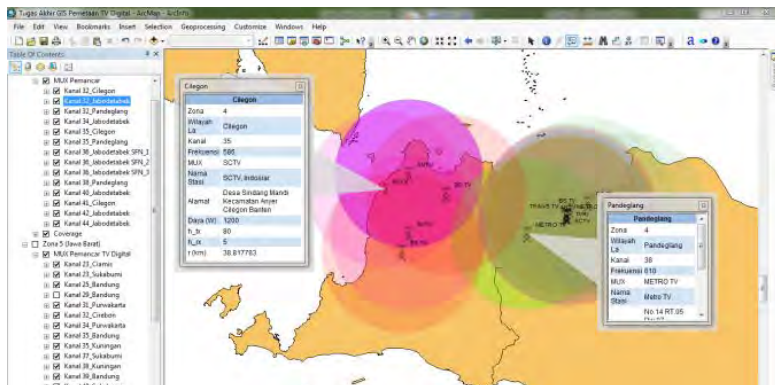 Tugas Akhir GIS Pemetaan TV Digital - ArcMap - ArcInfo
File Edit View Bookmarks Insert Selection Geoprocessing Customize Windows Help
Table Of Contents
MUX Pemancar
Kanal 32_Cilegon
Kanal 32_Jabodetabek
Kanal 32_Pandeglang
Kanal 34_Jabodetabek
Kanal 35_Cilegon
Kanal 35_Pandeglang
Kanal 36_Jabodetabek SFN_1
Kanal 36_Jabodetabek SFN_2
Kanal 36_Jabodetabek SFN_3
Kanal 38_Pandeglang
Kanal 40_Jabodetabek
Kanal 41_Cilegon
Kanal 42_Jabodetabek
Kanal 44_Jabodetabek
Coverage
Zona 5 (Jawa Barat)
MUX Pemancar TV Digital
Kanal 23_Ciamis
Kanal 23_Sukabumi
Kanal 25_Bandung
Kanal 29_Bandung
Kanal 31_Purwakarta
Kanal 32_Cirebon
Kanal 34_Purwakarta
Kanal 35_Bandung
Kanal 35_Kuningan
Kanal 37_Sukabumi
Kanal 38_Kuningan
Kanal 39_Bandung
Cilegon
Cilegon
Zona 4
Wilayah La Cilegon
Kanal 35
Frekuensi 586
MUX SCTV
Nama Stasi SCTV, Indosiar
Alamat Desa Sindang Mandi
Kecamatan Anyer
Cilegon Banten
Daya (W) 1200
h_tx 80
h_rx 5
r (km) 38.817783
BS TV
METRO TV
TRANS TV
SCTV
Pandeglang
Pandeglang
Zona 4
Wilayah La Pandeglang
Kanal 38
Frekuensi 610
MUX METRO TV
Nama Stasi Metro TV
No 14 RT.05